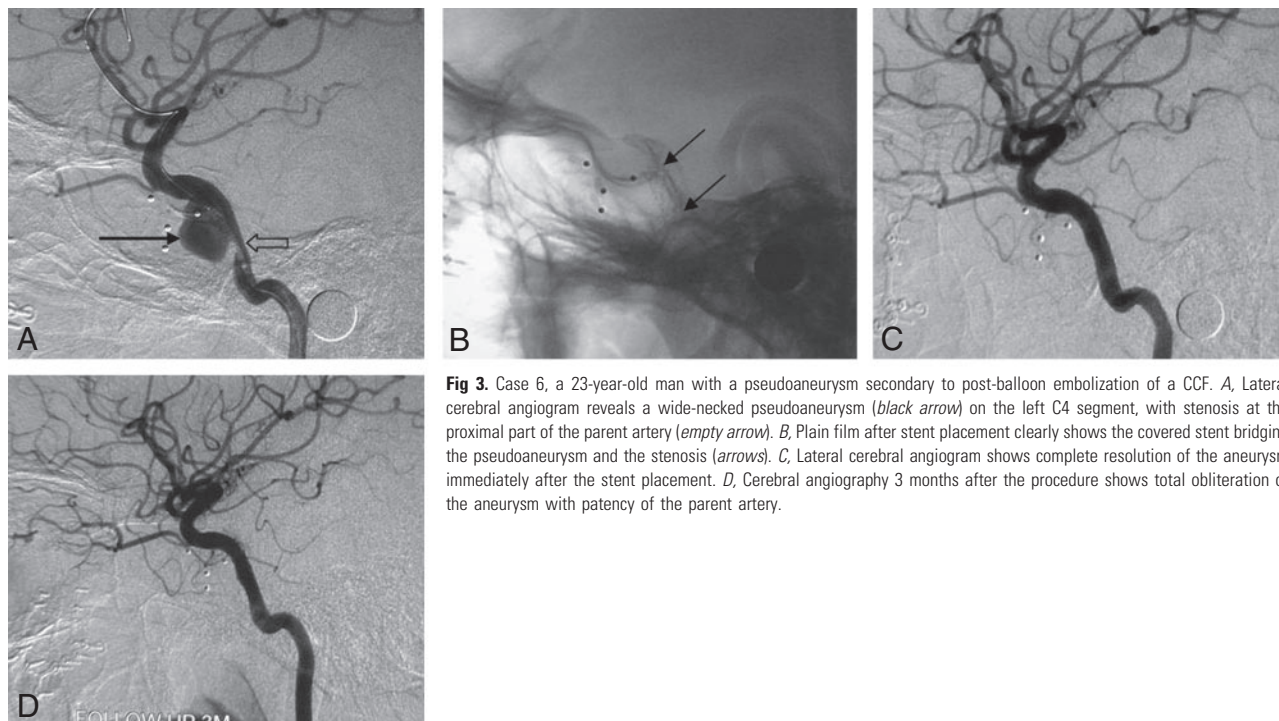 A
B
C
Fig 3. Case 6, a 23-year-old man with a pseudoaneurysm secondary to post-balloon embolization of a CCF. A, Latera
cerebral angiogram reveals a wide-necked pseudoaneurysm (black arrow) on the left C4 segment, with stenosis at th
proximal part of the parent artery (empty arrow). B, Plain film after stent placement clearly shows the covered stent bridgin
the pseudoaneurysm and the stenosis (arrows). C, Lateral cerebral angiogram shows complete resolution of the aneurysm
immediately after the stent placement. D, Cerebral angiography 3 months after the procedure shows total obliteration o
the aneurysm with patency of the parent artery.
D
FOLLOW UP 3M